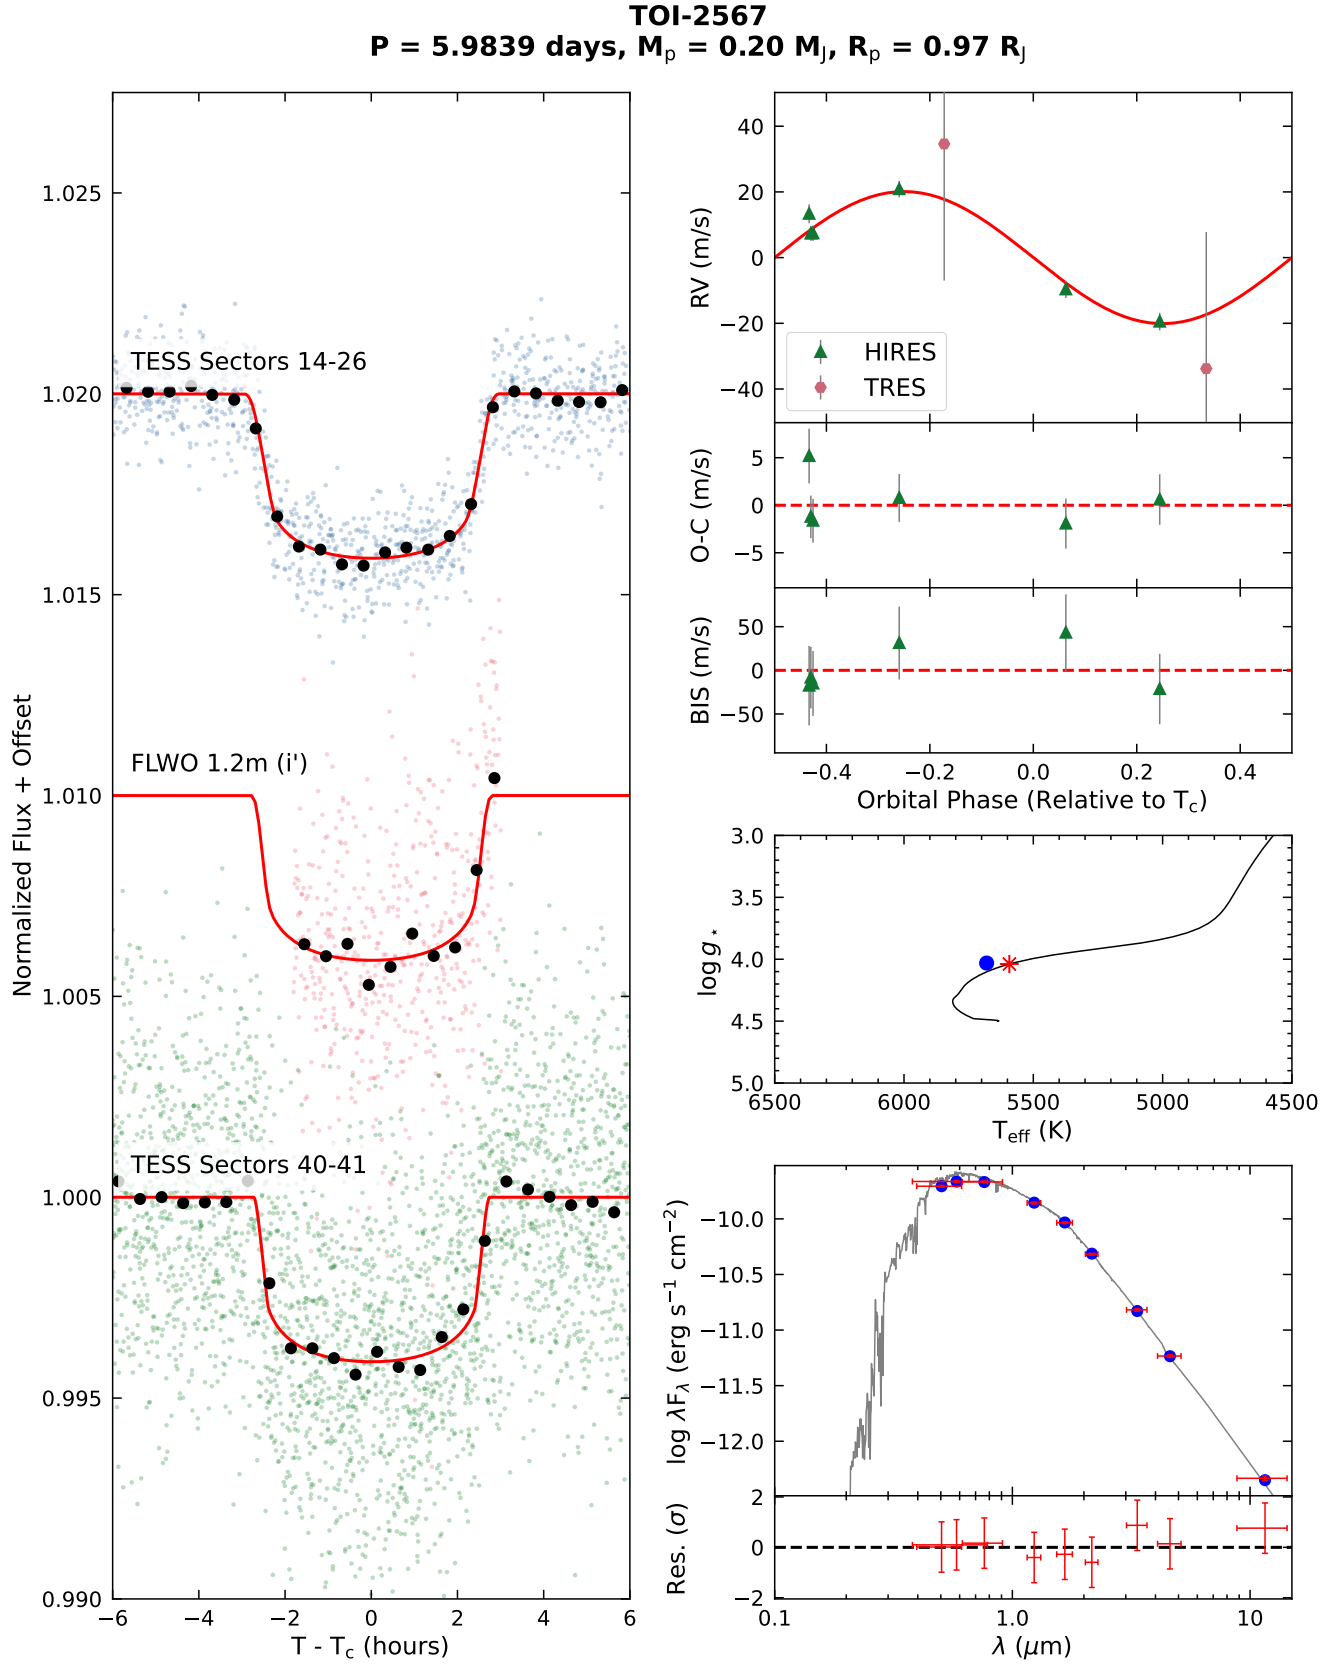 TOI-2567
P = 5.9839 days, Mₚ = 0.20 M_J, Rₚ = 0.97 R_J
Normalized Flux + Offset
1.025
1.020
1.015
1.010
1.005
1.000
0.995
0.990
TESS Sectors 14-26
FLWO 1.2m (i')
TESS Sectors 40-41
−6 −4 −2 0 2 4 6
T - T_c (hours)
RV (m/s)
40
20
0
−20
−40
HIRES
TRES
O-C (m/s)
5
0
−5
BIS (m/s)
50
0
−50
−0.4 −0.2 0.0 0.2 0.4
Orbital Phase (Relative to T_c)
log g⋆
3.0
3.5
4.0
4.5
5.0
6500 6000 5500 5000 4500
T_eff (K)
log λF_λ (erg s⁻¹ cm⁻²)
−10.0
−10.5
−11.0
−11.5
−12.0
Res. (σ)
2
0
−2
0.1 1.0 10
λ (μm)